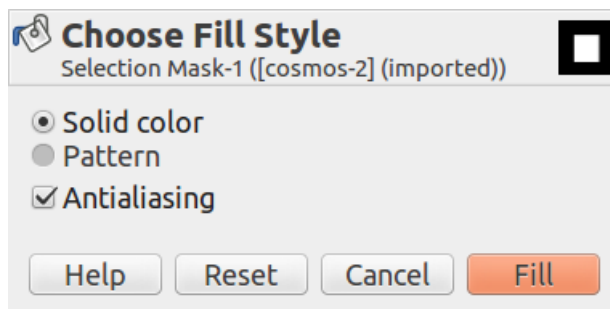 Choose Fill Style
Selection Mask-1 ([cosmos-2] (imported))
Solid color
Pattern
Antialiasing
Help Reset Cancel Fill